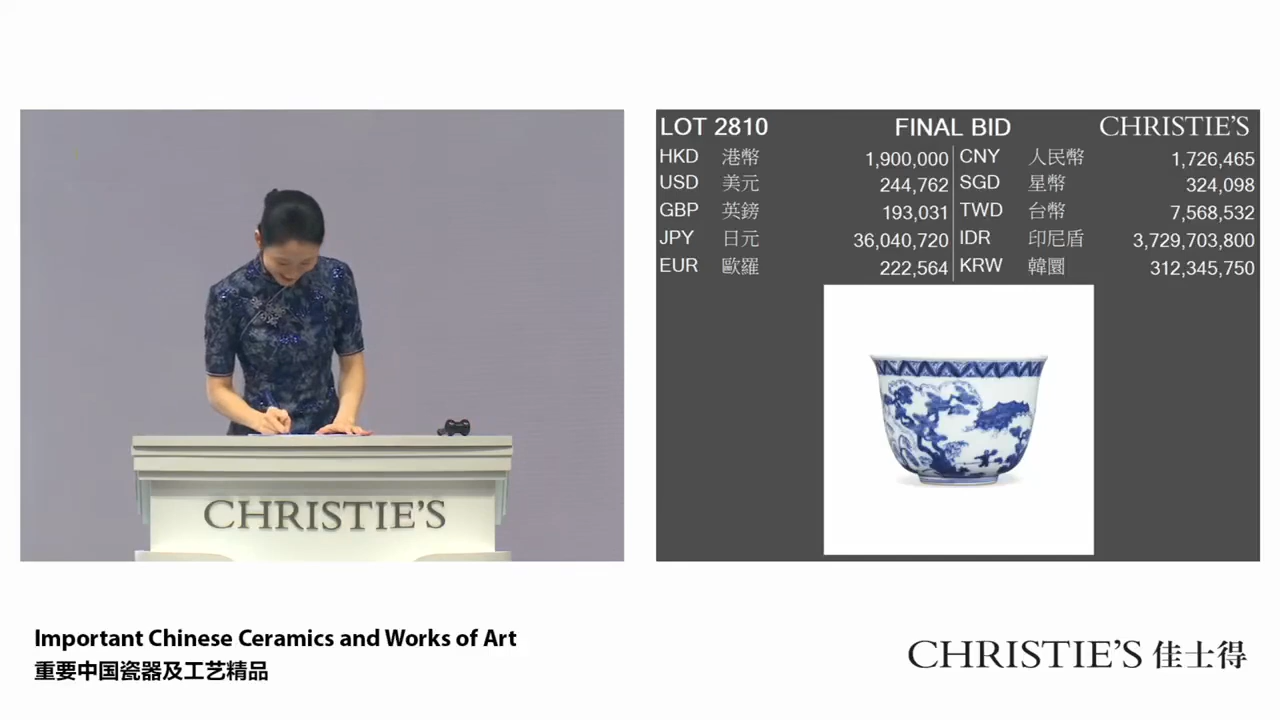 LOT 2810 FINAL BID CHRISTIE'S
HKD 港幣 1,900,000 CNY 人民幣 1,726,465
USD 美元 244,762 SGD 星幣 324,098
GBP 英鎊 193,031 TWD 台幣 7,568,532
JPY 日元 36,040,720 IDR 印尼盾 3,729,703,800
EUR 歐羅 222,564 KRW 韓圜 312,345,750
CHRISTIE'S
Important Chinese Ceramics and Works of Art
重要中国瓷器及工艺精品
CHRISTIE'S 佳士得